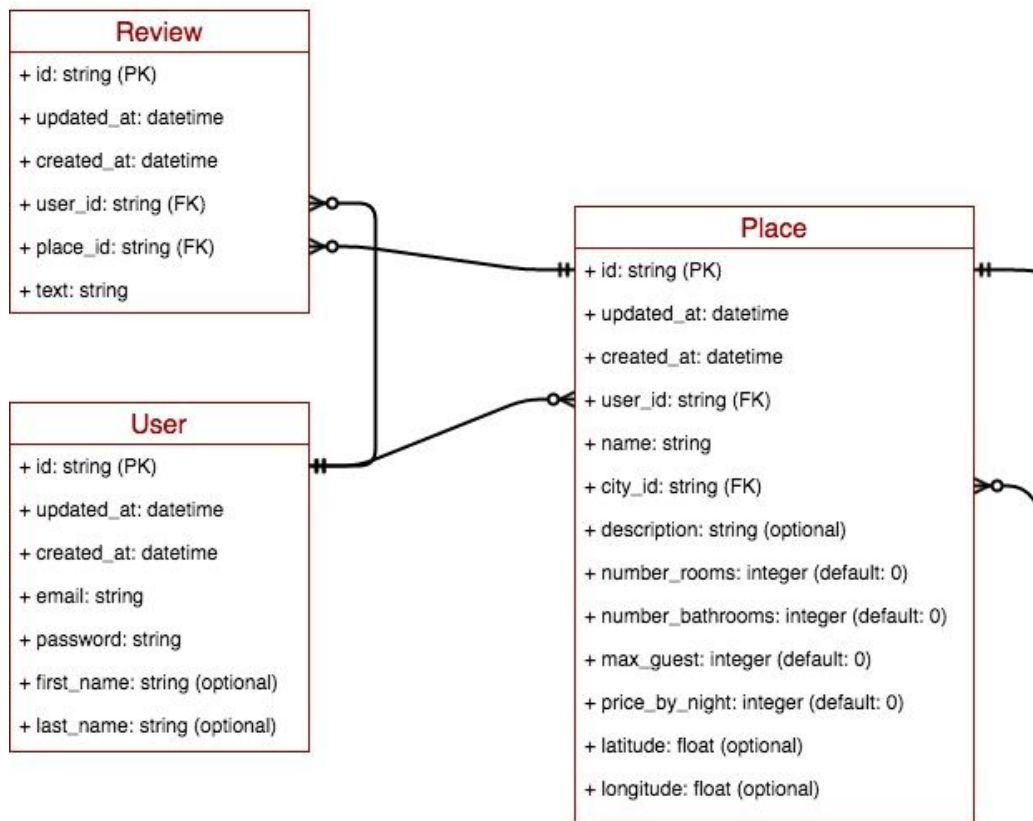 Review
+ id: string (PK)
+ updated_at: datetime
+ created_at: datetime
+ user_id: string (FK)
+ place_id: string (FK)
+ text: string
User
+ id: string (PK)
+ updated_at: datetime
+ created_at: datetime
+ email: string
+ password: string
+ first_name: string (optional)
+ last_name: string (optional)
Place
+ id: string (PK)
+ updated_at: datetime
+ created_at: datetime
+ user_id: string (FK)
+ name: string
+ city_id: string (FK)
+ description: string (optional)
+ number_rooms: integer (default: 0)
+ number_bathrooms: integer (default: 0)
+ max_guest: integer (default: 0)
+ price_by_night: integer (default: 0)
+ latitude: float (optional)
+ longitude: float (optional)